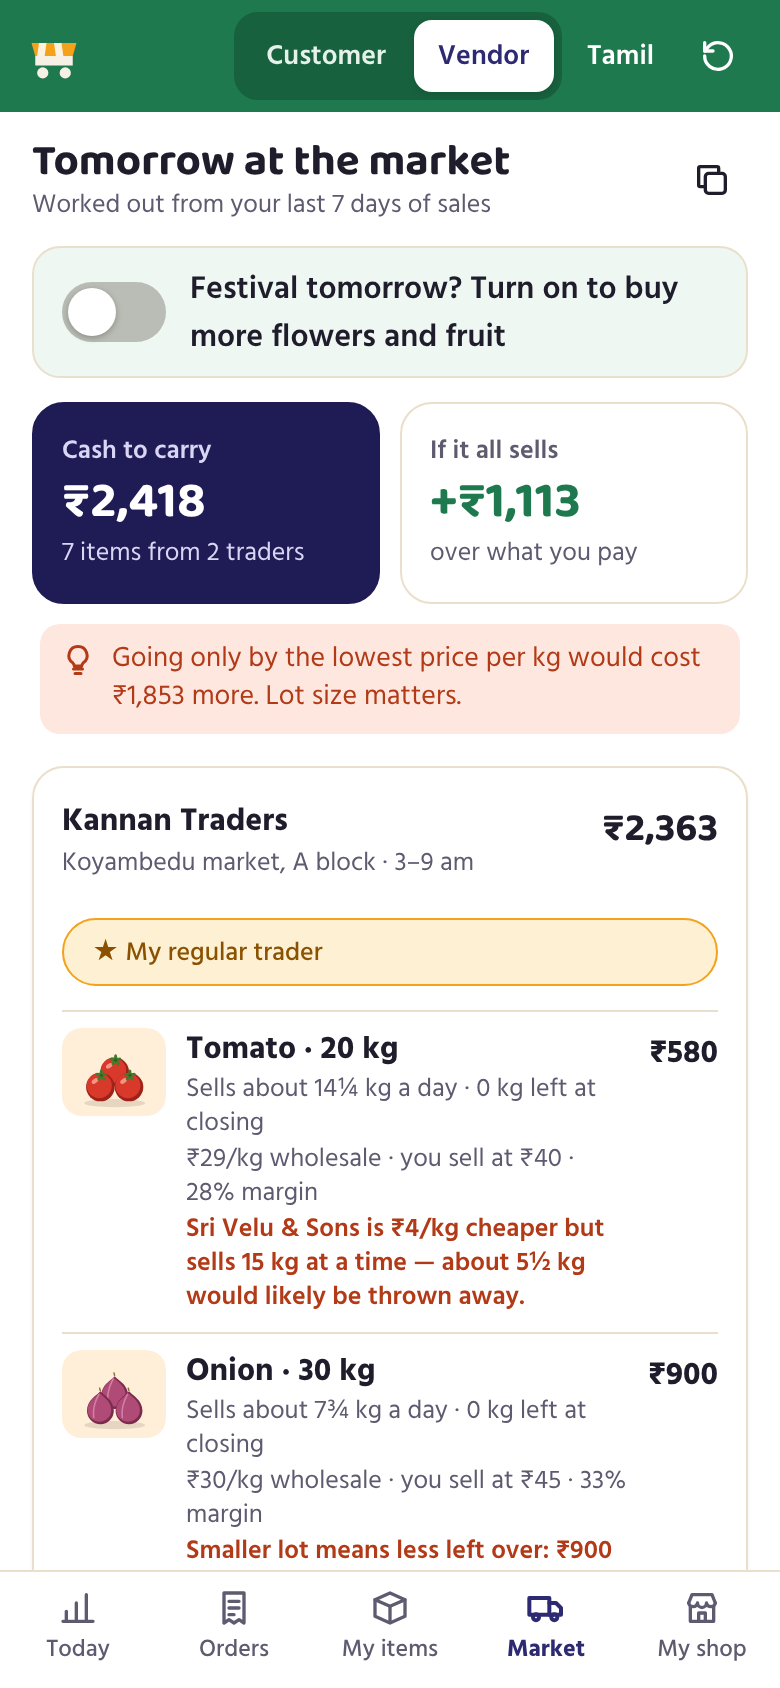 Customer
Vendor
Tamil
Tomorrow at the market
Worked out from your last 7 days of sales
Festival tomorrow? Turn on to buy
more flowers and fruit
Cash to carry
₹2,418
7 items from 2 traders
If it all sells
+₹1,113
over what you pay
Going only by the lowest price per kg would cost
₹1,853 more. Lot size matters.
Kannan Traders
₹2,363
Koyambedu market, A block · 3–9 am
★ My regular trader
Tomato · 20 kg
₹580
Sells about 14¼ kg a day · 0 kg left at
closing
₹29/kg wholesale · you sell at ₹40 ·
28% margin
Sri Velu & Sons is ₹4/kg cheaper but
sells 15 kg at a time — about 5½ kg
would likely be thrown away.
Onion · 30 kg
₹900
Sells about 7¾ kg a day · 0 kg left at
closing
₹30/kg wholesale · you sell at ₹45 · 33%
margin
Smaller lot means less left over: ₹900
Today
Orders
My items
Market
My shop